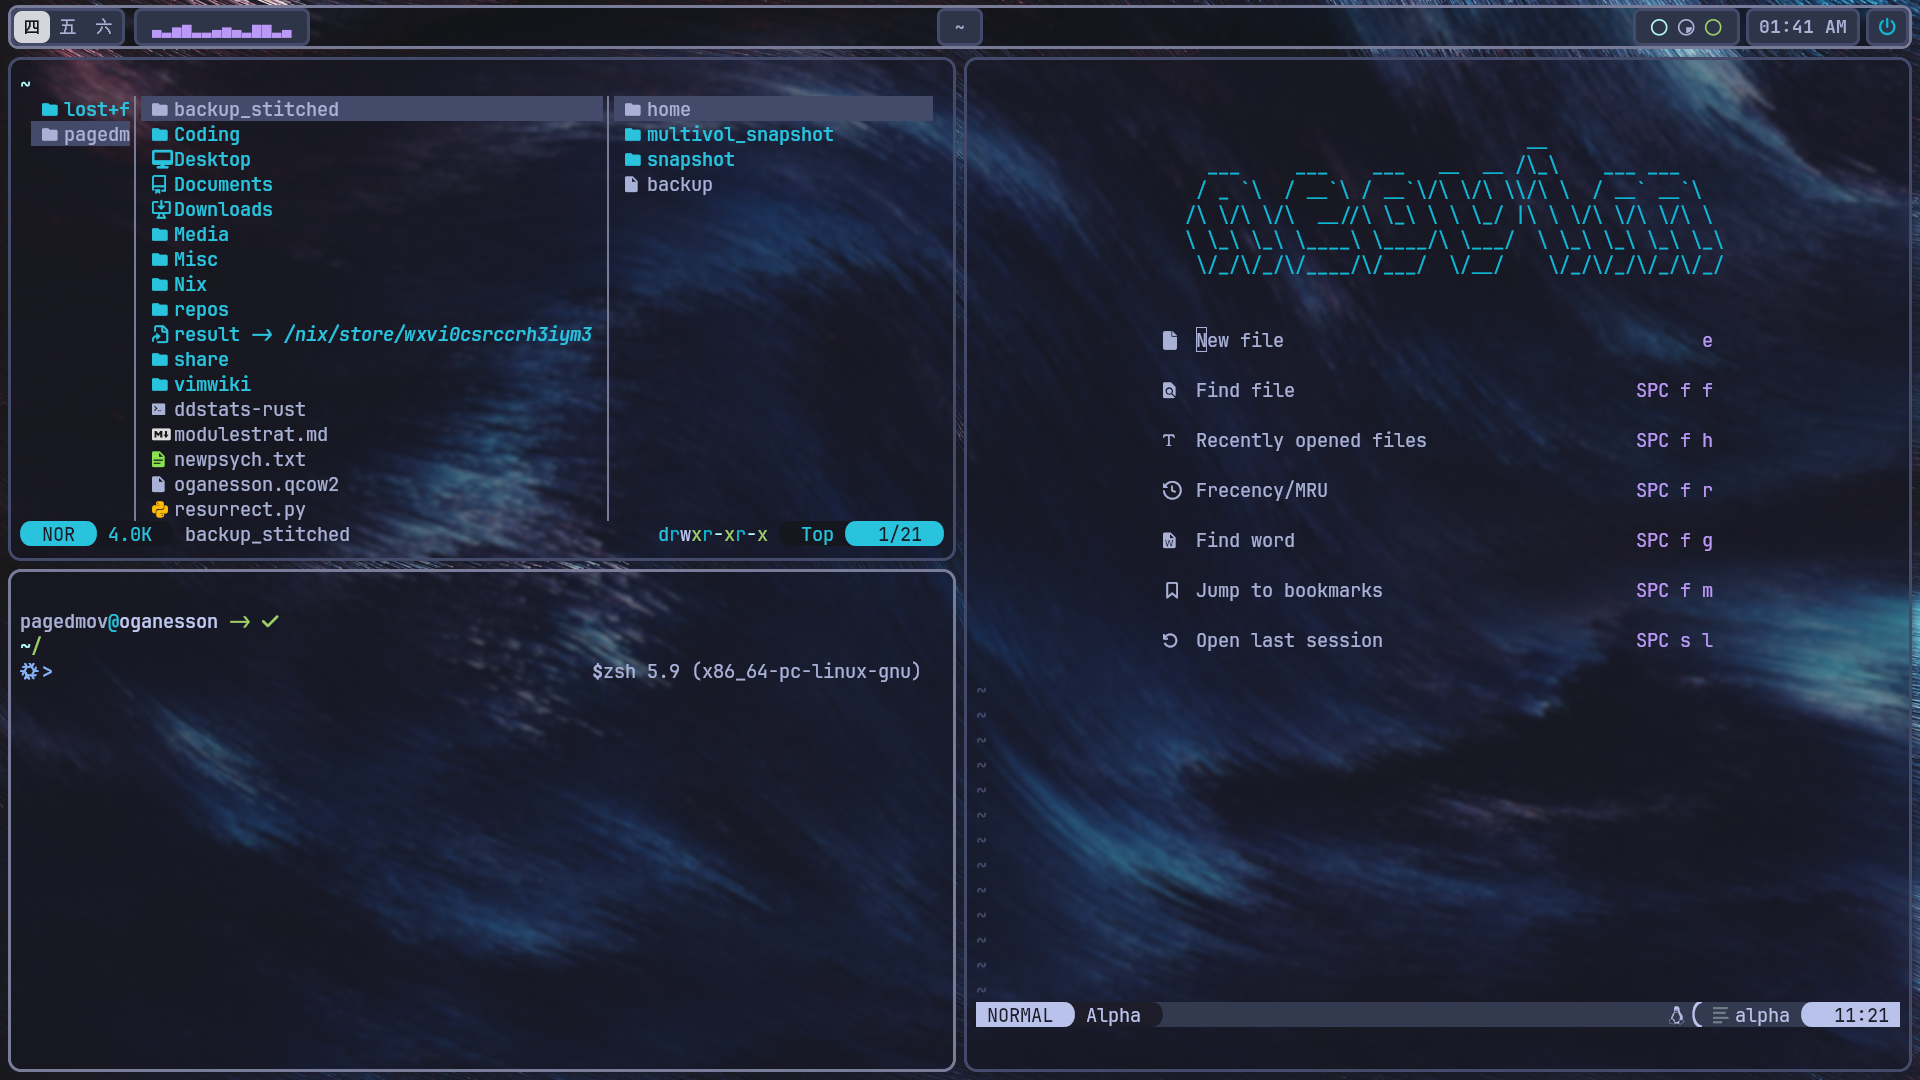 四 五 六
~
01:41 AM
~
lost+f
pagedm
backup_stitched
Coding
Desktop
Documents
Downloads
Media
Misc
Nix
repos
result -> /nix/store/wxvi0csrccrh3iym3
share
vimwiki
ddstats-rust
modulestrat.md
newpsych.txt
oganesson.qcow2
resurrect.py
home
multivol_snapshot
snapshot
backup
NOR 4.0K backup_stitched drwxr-xr-x Top 1/21
pagedmov@oganesson -> ✓
~/
> $zsh 5.9 (x86_64-pc-linux-gnu)
neovim
New file e
Find file SPC f f
Recently opened files SPC f h
Frecency/MRU SPC f r
Find word SPC f g
Jump to bookmarks SPC f m
Open last session SPC s l
~
~
~
~
~
~
~
~
~
~
~
~
~
NORMAL Alpha alpha 11:21